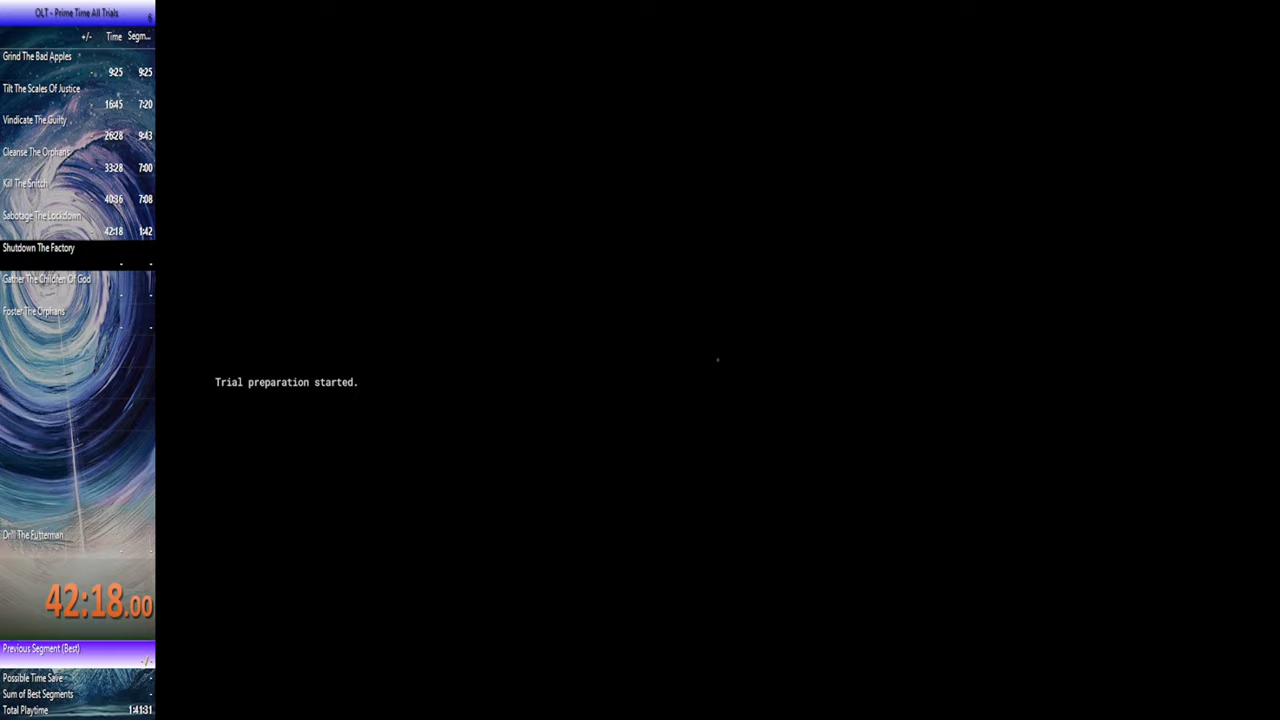 OLT - Prime Time All Trials
6
+/- Time Segm...
Grind The Bad Apples
- 9:25 9:25
Tilt The Scales Of Justice
- 16:45 7:20
Vindicate The Guilty
- 26:28 9:43
Cleanse The Orphans
- 33:28 7:00
Kill The Snitch
- 40:36 7:08
Sabotage The Lockdown
- 42:18 1:42
Shutdown The Factory
- -
Gather The Children Of God
- -
Foster The Orphans
- -
Trial preparation started.
Drill The Futterman
- -
42:18.00
Previous Segment (Best)
-/-
Possible Time Save -
Sum of Best Segments -
Total Playtime 1:41:31